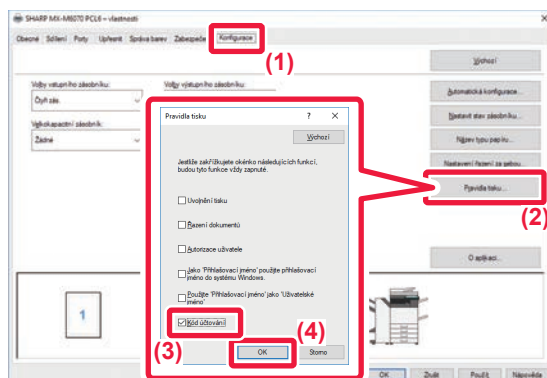 SHARP MX-M6070 PCL6 – vlastnosti
Obecné Sdílení Porty Upřesnit Správa barev Zabezpeče Konfigurace
(1)
Výchozí
Volby vstupního zásobníku:
Volby výstupního zásobníku:
Čtyři zás.
Velkokapacitní zásobník:
Žádné
Automatická konfigurace...
Nastavit stav zásobníku...
Název typu papíru...
Nastavení řazení za sebou...
Pravidla tisku...
(2)
O aplikaci...
Pravidla tisku
Výchozí
Jestliže zakřížkujete okénko následujících funkcí,
budou tyto funkce vždy zapnuté.
Uvolnění tisku
Řazení dokumentů
Autorizace uživatele
Jako 'Přihlašovací jméno' použijte přihlašovací
jméno do systému Windows.
Použijte 'Přihlašovací jméno' jako 'Uživatelské
jméno'
Kód účtování
(3)
(4)
OK Storno
1
OK Zrušit Použít Nápověda